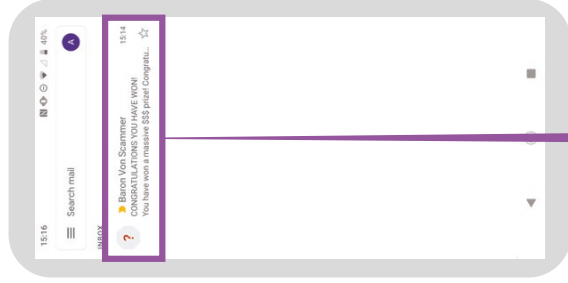 15:16 40%
Search mail A
INBOX
? Baron Von Scammer 15:14
CONGRATULATIONS YOU HAVE WON!
You have won a massive $$$ prize! Congratu...